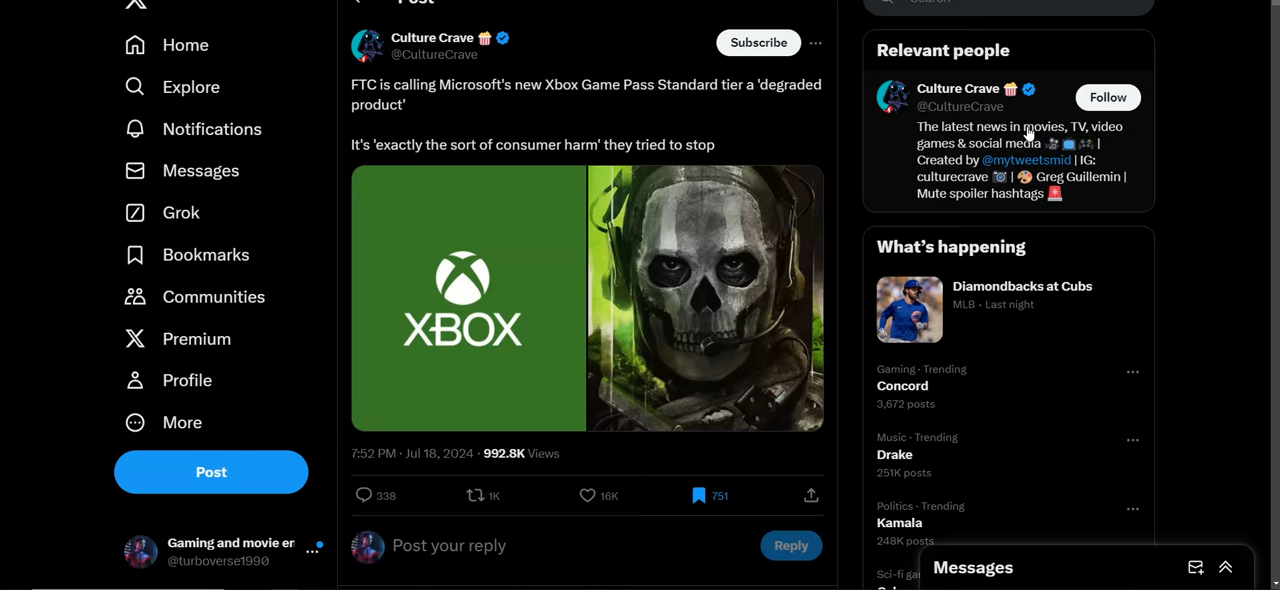 Post
Search
Home
Explore
Notifications
Messages
Grok
Bookmarks
Communities
Premium
Profile
More
Post
Gaming and movie en
@turboverse1990
Culture Crave 🍿
@CultureCrave
Subscribe
FTC is calling Microsoft's new Xbox Game Pass Standard tier a 'degraded
product'
It's 'exactly the sort of consumer harm' they tried to stop
XBOX
7:52 PM · Jul 18, 2024 · 992.8K Views
338
1K
16K
751
Post your reply
Reply
Relevant people
Culture Crave 🍿
@CultureCrave
Follow
The latest news in movies, TV, video
games & social media 🎥📺🎮 |
Created by @mytweetsmid | IG:
culturecrave 📷 | 🎨 Greg Guillemin |
Mute spoiler hashtags 🚨
What's happening
Diamondbacks at Cubs
MLB · Last night
Gaming · Trending
Concord
3,672 posts
Music · Trending
Drake
251K posts
Politics · Trending
Kamala
248K posts
Sci-fi ga
Messages